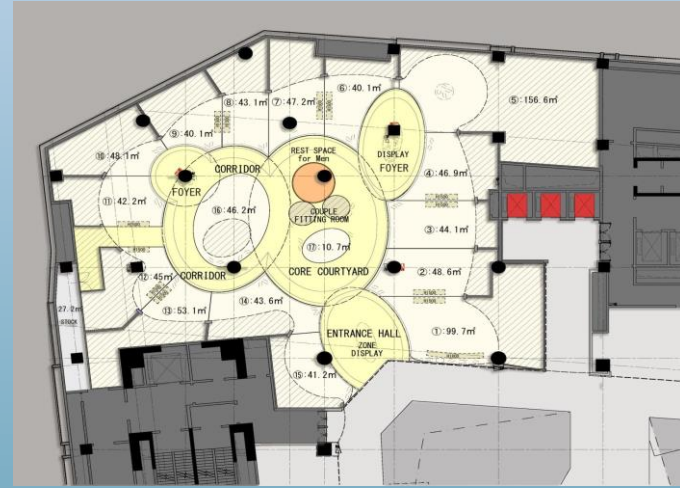 ⑥:40.1㎡
⑧:43.1㎡
⑦:47.2㎡
⑤:156.6㎡
⑨:40.1㎡
⑩:48.1㎡
REST SPACE
for Men
DISPLAY
FOYER
CORRIDOR
④:46.9㎡
FOYER
⑪:42.2㎡
⑯:46.2㎡
COUPLE
FITTING ROOM
③:44.1㎡
⑰:10.7㎡
CORRIDOR
CORE COURTYARD
②:48.6㎡
⑫:45㎡
⑭:43.6㎡
⑬:53.1㎡
27.2㎡
STOCK
ENTRANCE HALL
ZONE
DISPLAY
①:99.7㎡
⑮:41.2㎡